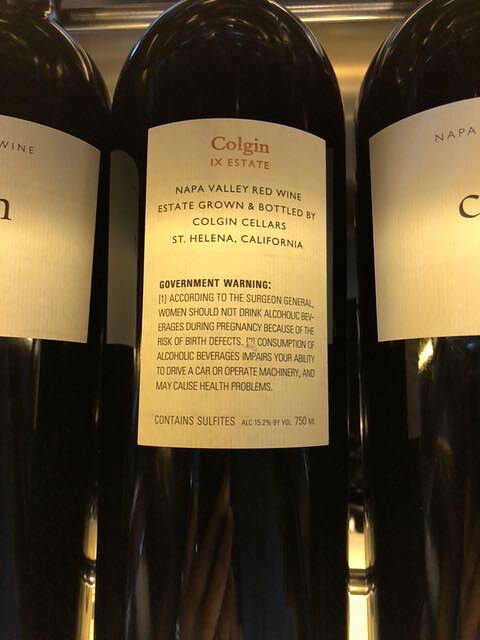 WINE
n
Colgin
IX ESTATE
NAPA VALLEY RED WINE
ESTATE GROWN & BOTTLED BY
COLGIN CELLARS
ST. HELENA, CALIFORNIA
GOVERNMENT WARNING:
[1] ACCORDING TO THE SURGEON GENERAL,
WOMEN SHOULD NOT DRINK ALCOHOLIC BEV-
ERAGES DURING PREGNANCY BECAUSE OF THE
RISK OF BIRTH DEFECTS. [2] CONSUMPTION OF
ALCOHOLIC BEVERAGES IMPAIRS YOUR ABILITY
TO DRIVE A CAR OR OPERATE MACHINERY, AND
MAY CAUSE HEALTH PROBLEMS.
CONTAINS SULFITES ALC 15.2% BY VOL 750 ML
NAPA
C